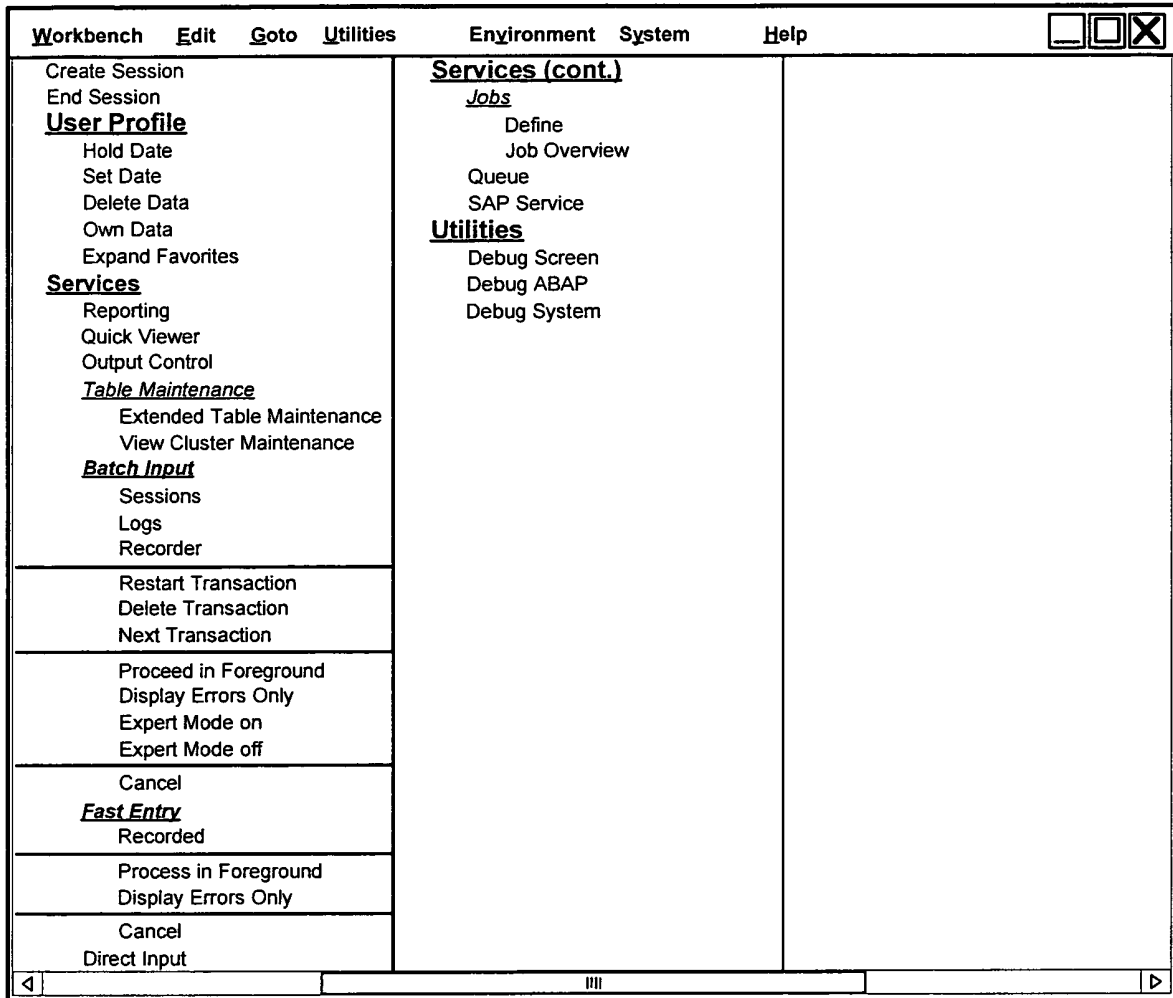 Workbench Edit Goto Utilities Environment System Help
Create Session
End Session
User Profile
Hold Date
Set Date
Delete Data
Own Data
Expand Favorites
Services
Reporting
Quick Viewer
Output Control
Table Maintenance
Extended Table Maintenance
View Cluster Maintenance
Batch Input
Sessions
Logs
Recorder
Restart Transaction
Delete Transaction
Next Transaction
Proceed in Foreground
Display Errors Only
Expert Mode on
Expert Mode off
Cancel
Fast Entry
Recorded
Process in Foreground
Display Errors Only
Cancel
Direct Input
Services (cont.)
Jobs
Define
Job Overview
Queue
SAP Service
Utilities
Debug Screen
Debug ABAP
Debug System